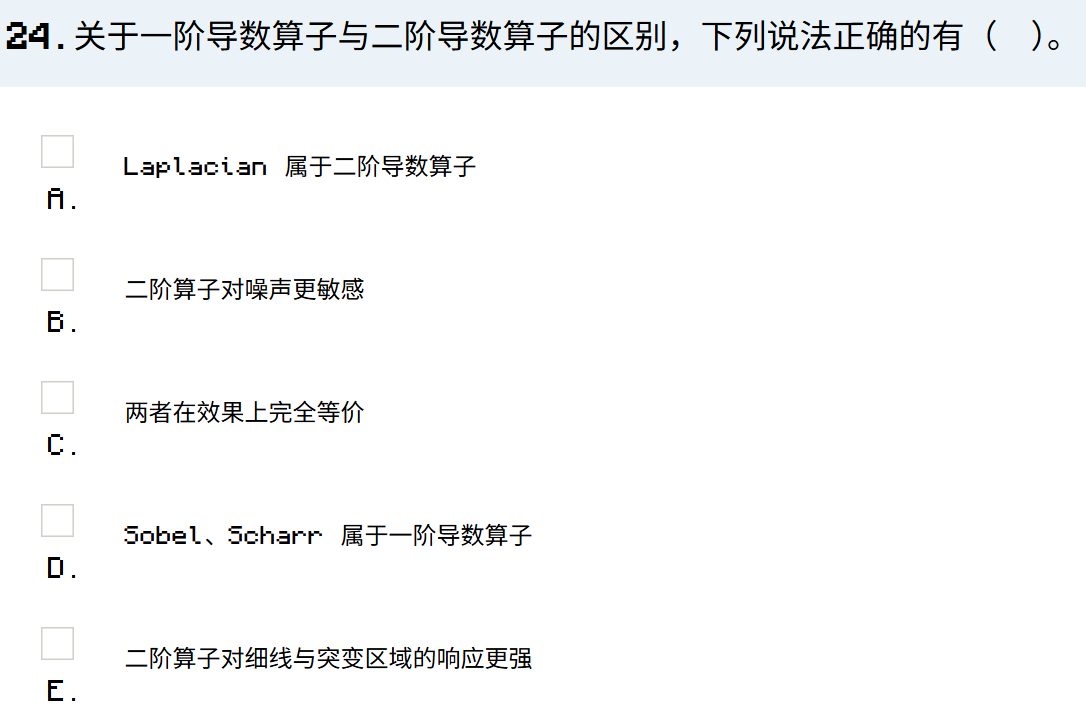 24.关于一阶导数算子与二阶导数算子的区别，下列说法正确的有（　）。
Laplacian 属于二阶导数算子
A.
二阶算子对噪声更敏感
B.
两者在效果上完全等价
C.
Sobel、Scharr 属于一阶导数算子
D.
二阶算子对细线与突变区域的响应更强
E.